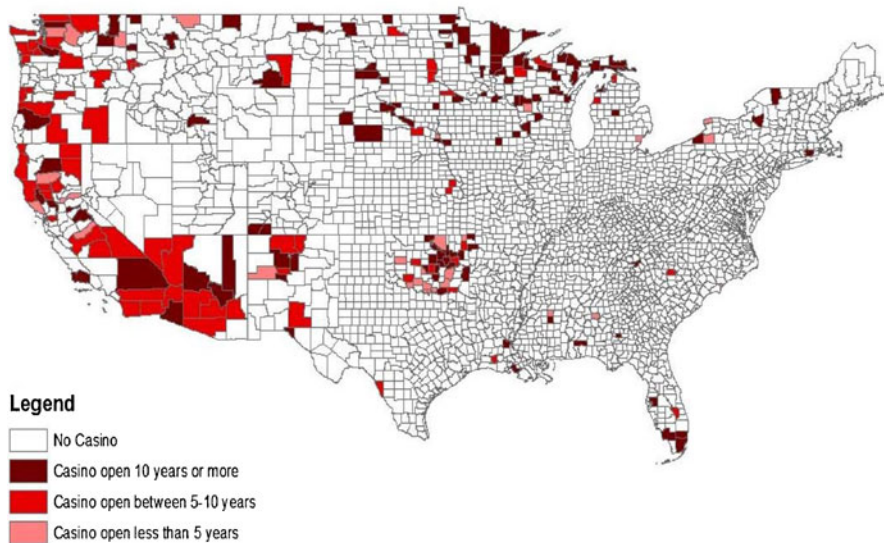 Legend
No Casino
Casino open 10 years or more
Casino open between 5-10 years
Casino open less than 5 years